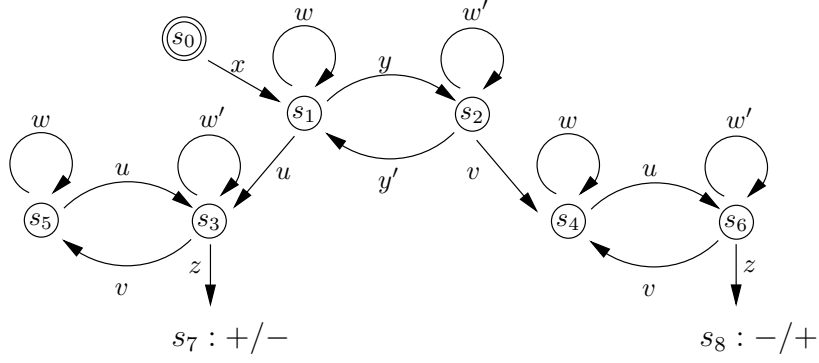 w w'
s₀
x y
s₁ s₂
w w' u y' v w w'
u u
s₅ s₃ s₄ s₆
z z
v v
s₇ : +/− s₈ : −/+